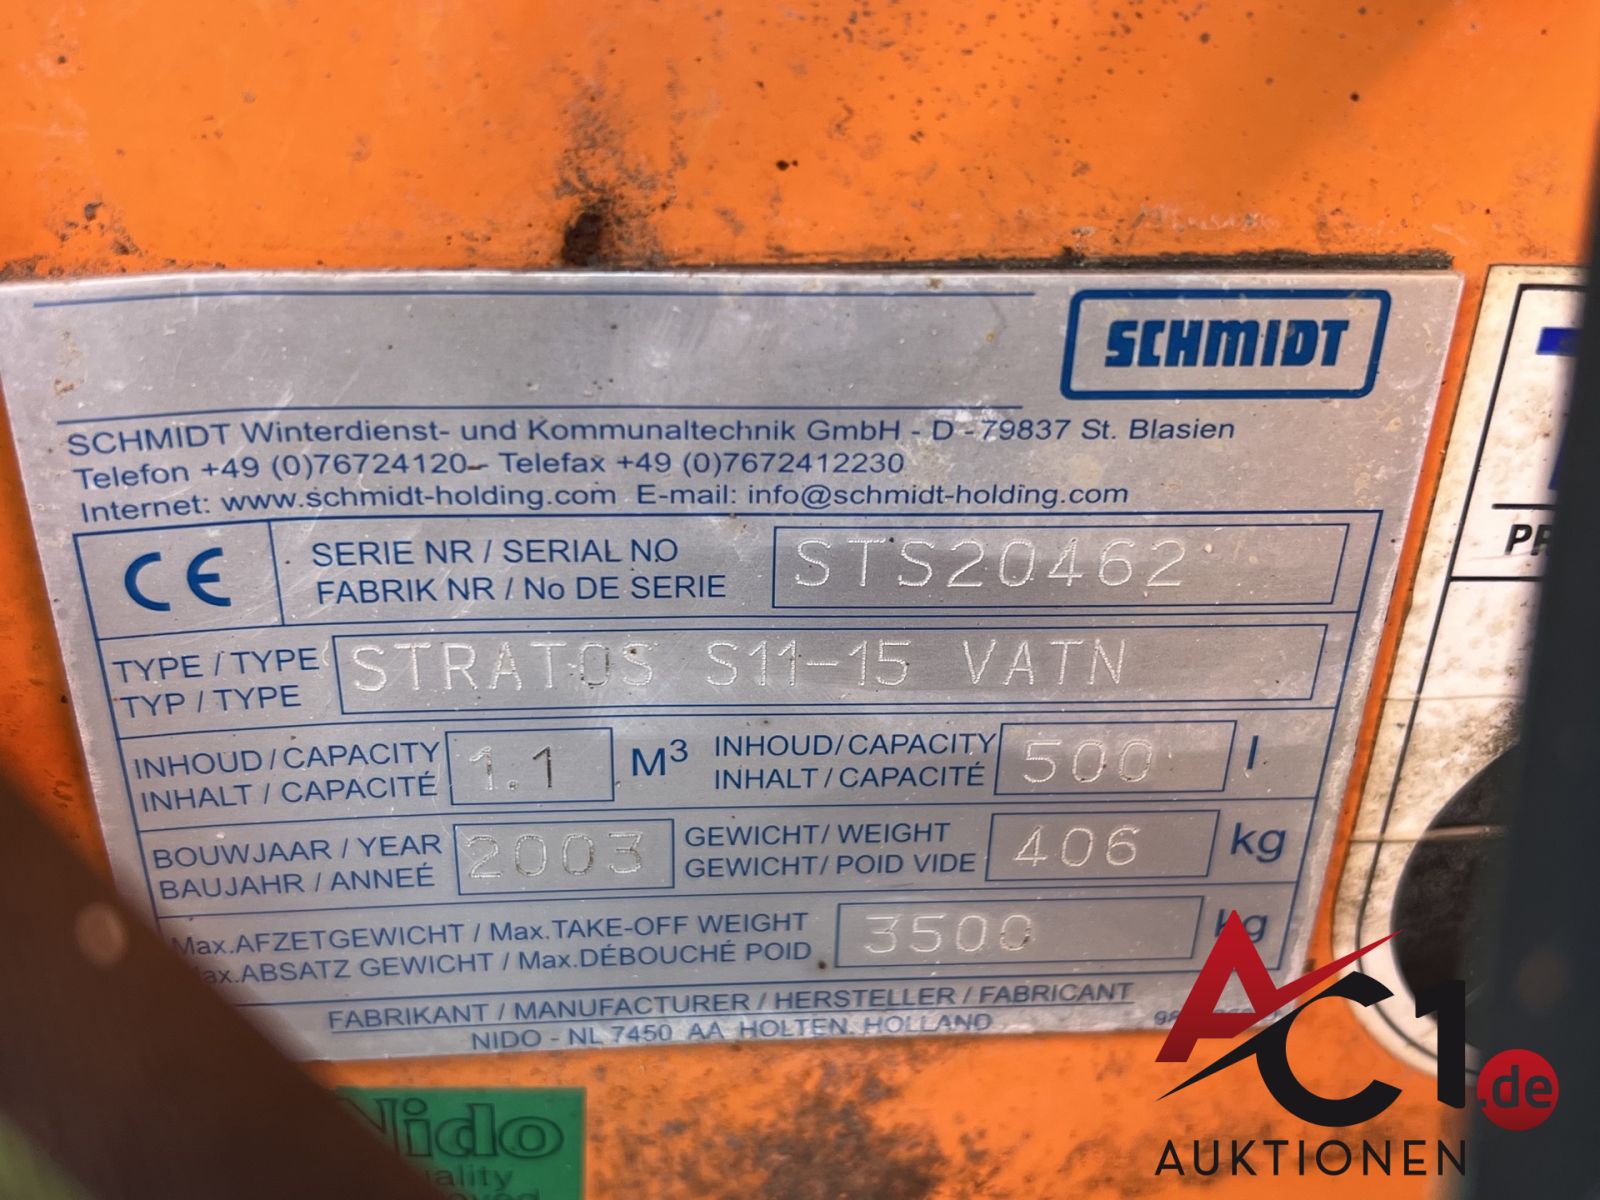 SCHMIDT
SCHMIDT Winterdienst- und Kommunaltechnik GmbH - D - 79837 St. Blasien
Telefon +49 (0)76724120 - Telefax +49 (0)7672412230
Internet: www.schmidt-holding.com E-mail: info@schmidt-holding.com
CE
SERIE NR / SERIAL NO
FABRIK NR / No DE SERIE
STS20462
TYPE / TYPE
TYP / TYPE
STRATOS S11-15 VATN
INHOUD / CAPACITY
INHALT / CAPACITÉ
1.1 M³
INHOUD / CAPACITY
INHALT / CAPACITÉ
500 l
BOUWJAAR / YEAR
BAUJAHR / ANNEÉ
2003
GEWICHT / WEIGHT
GEWICHT / POID VIDE
406 kg
Max.AFZETGEWICHT / Max.TAKE-OFF WEIGHT
Max.ABSATZ GEWICHT / Max.DÉBOUCHÉ POID
3500 kg
FABRIKANT / MANUFACTURER / HERSTELLER / FABRICANT
NIDO - NL 7450 AA HOLTEN, HOLLAND
Nido
AC1.de
AUKTIONEN